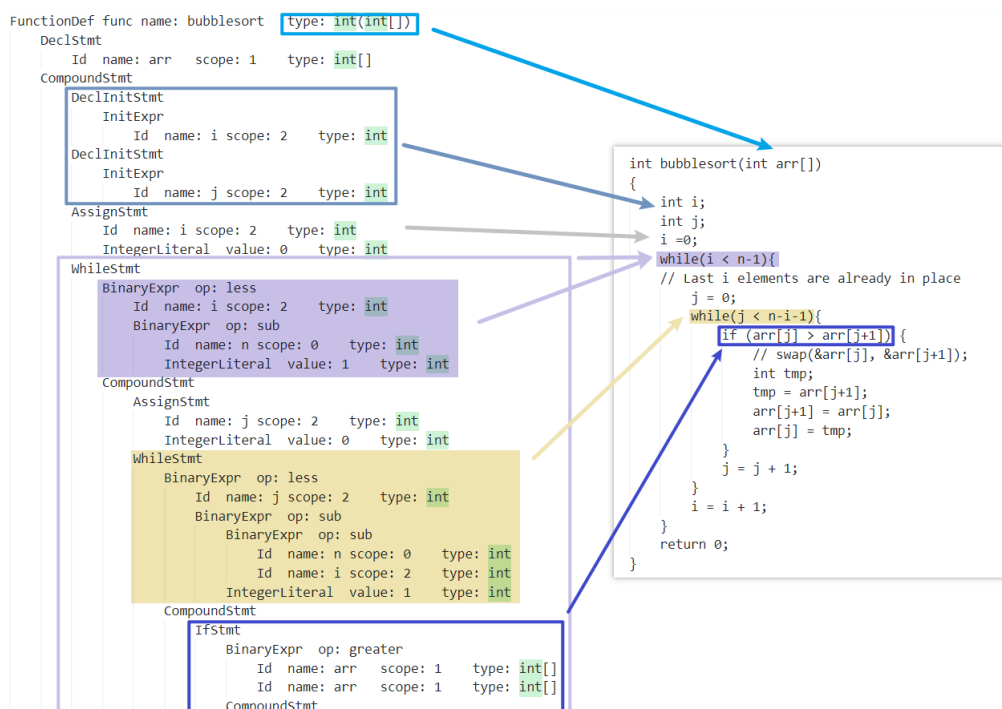 FunctionDef func name: bubblesort type: int(int[])
DeclStmt
Id name: arr scope: 1 type: int[]
CompoundStmt
DeclInitStmt
InitExpr
Id name: i scope: 2 type: int
DeclInitStmt
InitExpr
Id name: j scope: 2 type: int
AssignStmt
Id name: i scope: 2 type: int
IntegerLiteral value: 0 type: int
WhileStmt
BinaryExpr op: less
Id name: i scope: 2 type: int
BinaryExpr op: sub
Id name: n scope: 0 type: int
IntegerLiteral value: 1 type: int
CompoundStmt
AssignStmt
Id name: j scope: 2 type: int
IntegerLiteral value: 0 type: int
WhileStmt
BinaryExpr op: less
Id name: j scope: 2 type: int
BinaryExpr op: sub
BinaryExpr op: sub
Id name: n scope: 0 type: int
Id name: i scope: 2 type: int
IntegerLiteral value: 1 type: int
CompoundStmt
IfStmt
BinaryExpr op: greater
Id name: arr scope: 1 type: int[]
Id name: arr scope: 1 type: int[]
CompoundStmt
int bubblesort(int arr[])
{
int i;
int j;
i =0;
while(i < n-1){
// Last i elements are already in place
j = 0;
while(j < n-i-1){
if (arr[j] > arr[j+1]) {
// swap(&arr[j], &arr[j+1]);
int tmp;
tmp = arr[j+1];
arr[j+1] = arr[j];
arr[j] = tmp;
}
j = j + 1;
}
i = i + 1;
}
return 0;
}